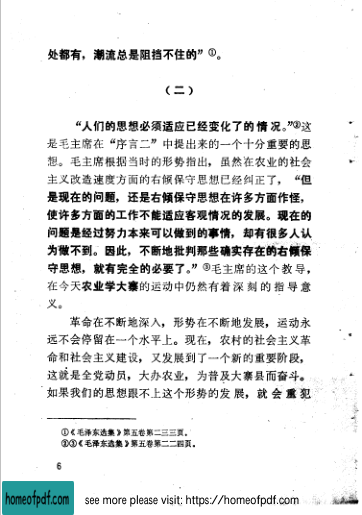 处都有，潮流总是阻挡不住的”①。
（二）
“人们的思想必须适应已经变化了的情况。”②这
是毛主席在“序言二”中提出来的一个十分重要的思
想。毛主席根据当时的形势指出，虽然在农业的社会
主义改造速度方面的右倾保守思想已经纠正了，“但
是现在的问题，还是右倾保守思想在许多方面作怪，
使许多方面的工作不能适应客观情况的发展。现在的
问题是经过努力本来可以做到的事情，却有很多人认
为做不到。因此，不断地批判那些确实存在的右倾保
守思想，就有完全的必要了。”③毛主席的这个教导，
在今天农业学大寨的运动中仍然有着深刻的指导意
义。
革命在不断地深入，形势在不断地发展，运动永
远不会停留在一个水平上。现在，农村的社会主义革
命和社会主义建设，又发展到了一个新的重要阶段，
这就是全党动员，大办农业，为普及大寨县而奋斗。
如果我们的思想跟不上这个形势的发展，就会重犯
①《毛泽东选集》第五卷第二三三页。
②③《毛泽东选集》第五卷第二二四页。
6
homeofpdf.com
see more please visit: https://homeofpdf.com